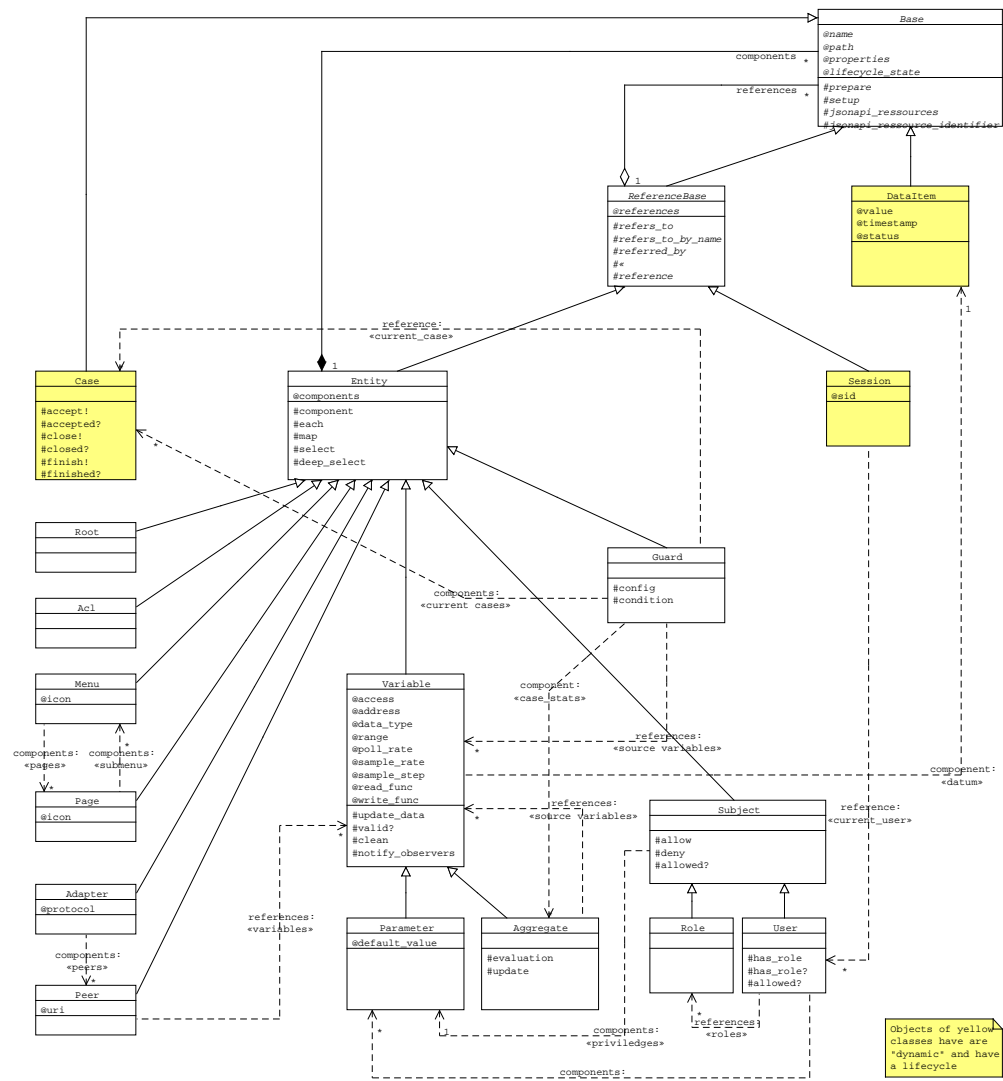 Base
@name
@path
@properties
@lifecycle_state
#prepare
#setup
#jsonapi_ressources
#jsonapi_ressource_identifier
components
*
references
*
1
ReferenceBase
@references
#refers_to
#refers_to_by_name
#referred_by
#«
#reference
DataItem
@value
@timestamp
@status
1
reference:
«current_case»
1
Case
#accept!
#accepted?
#close!
#closed?
#finish!
#finished?
*
Entity
@components
#component
#each
#map
#select
#deep_select
Session
@sid
Root
Acl
Guard
#config
#condition
components:
«current cases»
Menu
@icon
components:
«pages»
*
components:
«submenu»
*
Page
@icon
Variable
@access
@address
@data_type
@range
@poll_rate
@sample_rate
@sample_step
@read_func
@write_func
#update_data
#valid?
#clean
#notify_observers
component:
«case_stats»
references:
«source variables»
*
references:
«source variables»
*
compoenent:
«datum»
reference:
«current_user»
*
Subject
#allow
#deny
#allowed?
Adapter
@protocol
components:
«peers»
*
Peer
@uri
references:
«variables»
*
Parameter
@default_value
Aggregate
#evaluation
#update
Role
User
#has_role
#has_role?
#allowed?
*
references:
«roles»
*
1
components:
«priviledges»
*
components:
Objects of yellow
classes have are
"dynamic" and have
a lifecycle